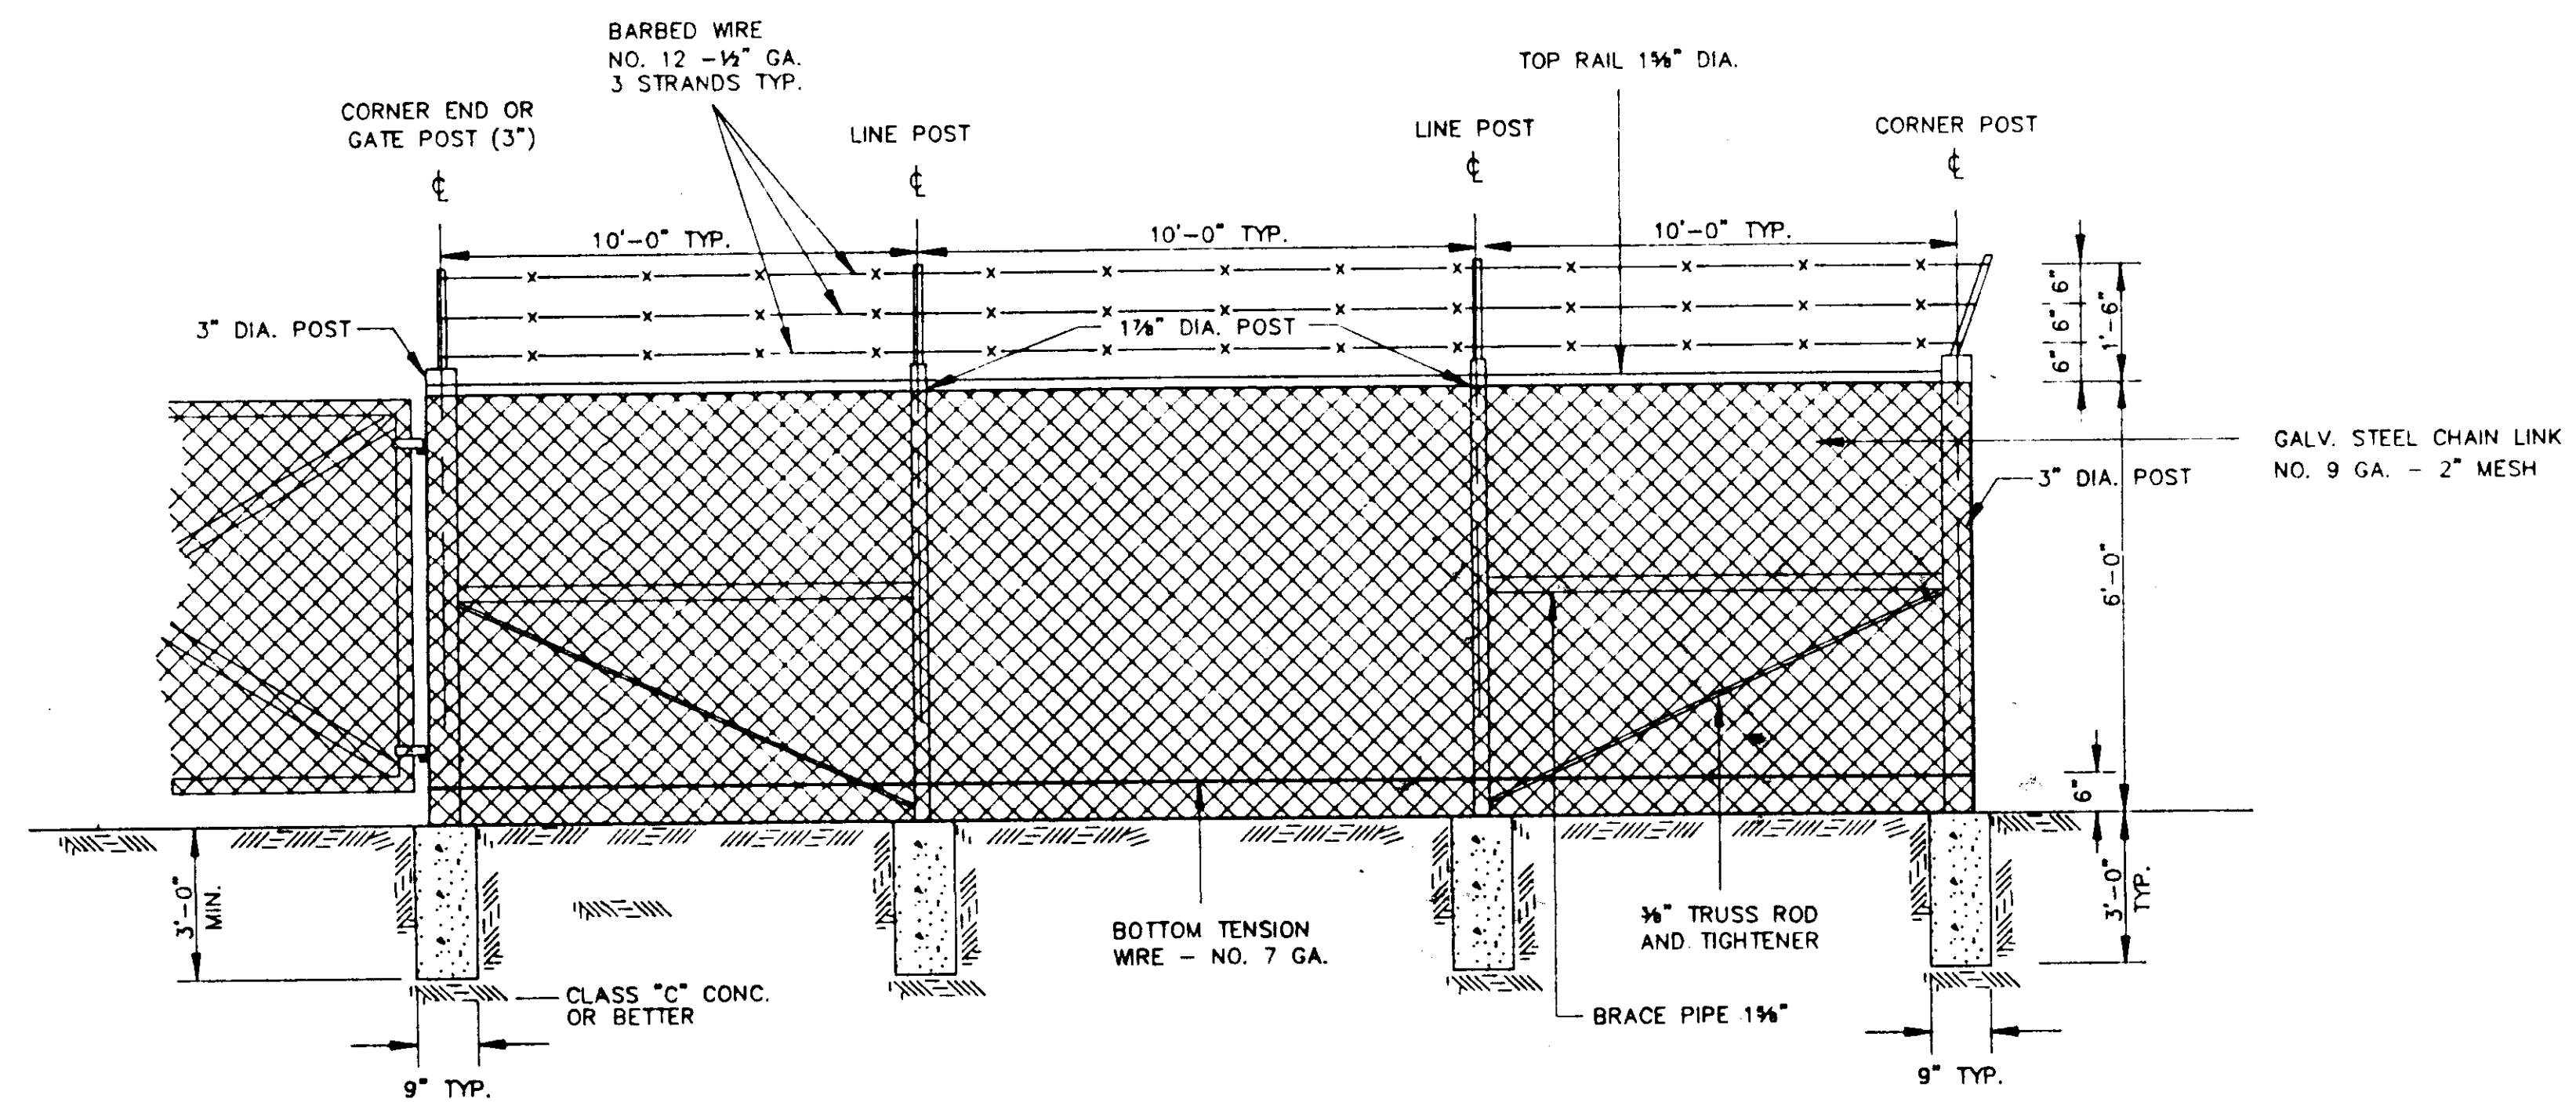 BARBED WIRE
NO. 12 -½" GA.
3 STRANDS TYP.
TOP RAIL 1⅝" DIA.
CORNER END OR
GATE POST (3")
LINE POST
LINE POST
CORNER POST
℄
℄
℄
℄
10'-0" TYP.
10'-0" TYP.
10'-0" TYP.
3" DIA. POST
1⅞" DIA. POST
6"
6"
6"
1'-6"
GALV. STEEL CHAIN LINK
NO. 9 GA. - 2" MESH
3" DIA. POST
6'-0"
6"
3'-0"
MIN.
3'-0"
TYP.
BOTTOM TENSION
WIRE - NO. 7 GA.
⅜" TRUSS ROD
AND TIGHTENER
CLASS "C" CONC.
OR BETTER
BRACE PIPE 1⅝"
9" TYP.
9" TYP.